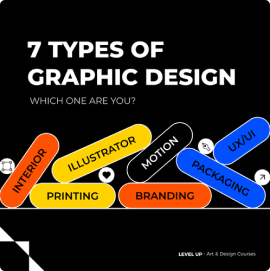 7 TYPES OF
GRAPHIC DESIGN
WHICH ONE ARE YOU?
INTERIOR
ILLUSTRATOR
MOTION
UX/UI
PRINTING
BRANDING
PACKAGING
LEVEL UP - Art & Design Courses